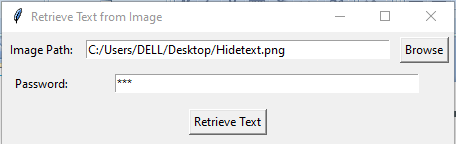 Retrieve Text from Image
Image Path: C:/Users/DELL/Desktop/Hidetext.png Browse
Password: ***
Retrieve Text